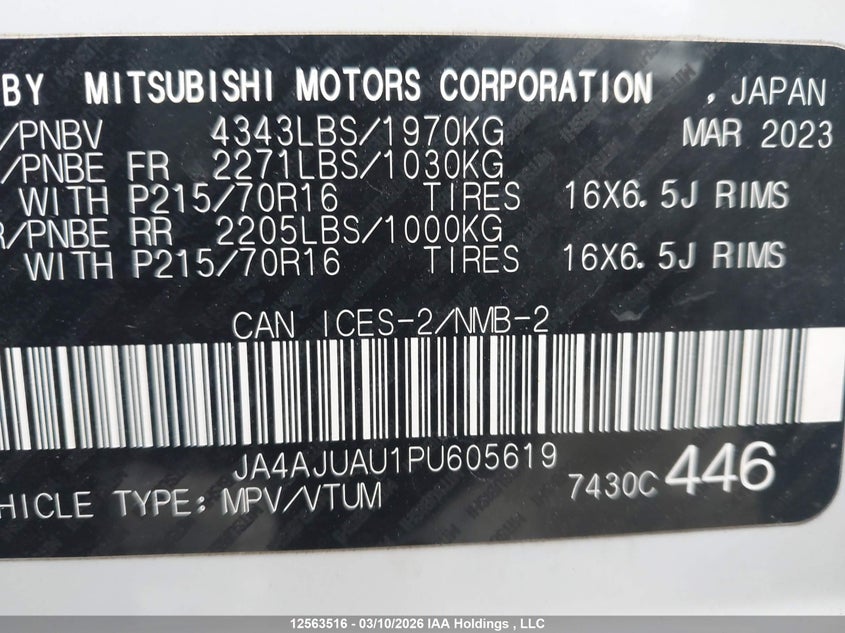 BY MITSUBISHI MOTORS CORPORATION , JAPAN
/PNBV 4343LBS/1970KG MAR 2023
/PNBE FR 2271LBS/1030KG
WITH P215/70R16 TIRES 16X6.5J RIMS
R/PNBE RR 2205LBS/1000KG
WITH P215/70R16 TIRES 16X6.5J RIMS
CAN ICES-2/NMB-2
JA4AJUAU1PU605619
EHICLE TYPE: MPV/VTUM 7430C 446
12563516 - 03/10/2026 IAA Holdings , LLC